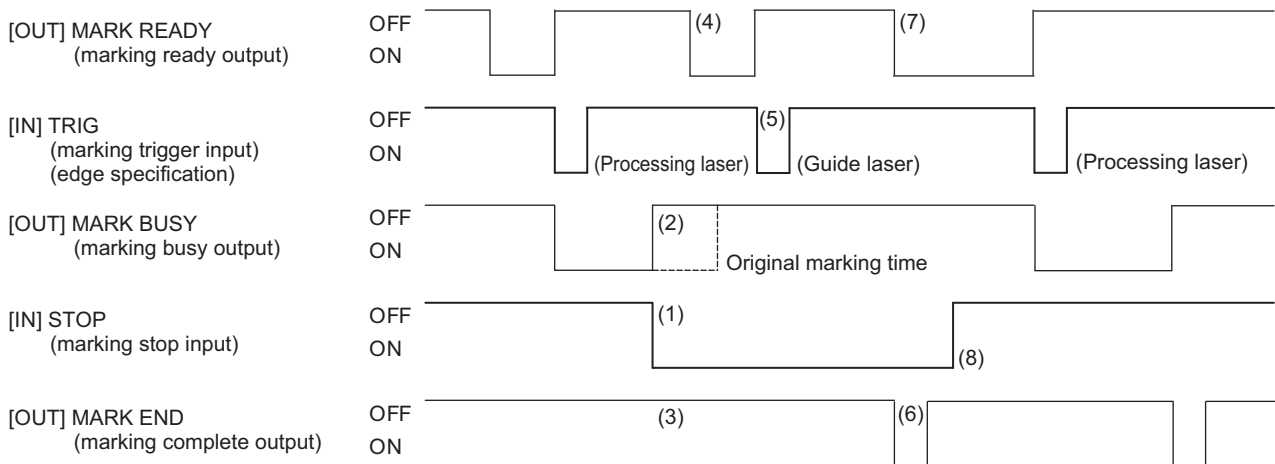 [OUT] MARK READY OFF (4) (7)
(marking ready output) ON
[IN] TRIG OFF (5)
(marking trigger input) ON (Processing laser) (Guide laser) (Processing laser)
(edge specification)
[OUT] MARK BUSY OFF (2)
(marking busy output) ON Original marking time
[IN] STOP OFF (1)
(marking stop input) ON (8)
[OUT] MARK END OFF (3) (6)
(marking complete output) ON